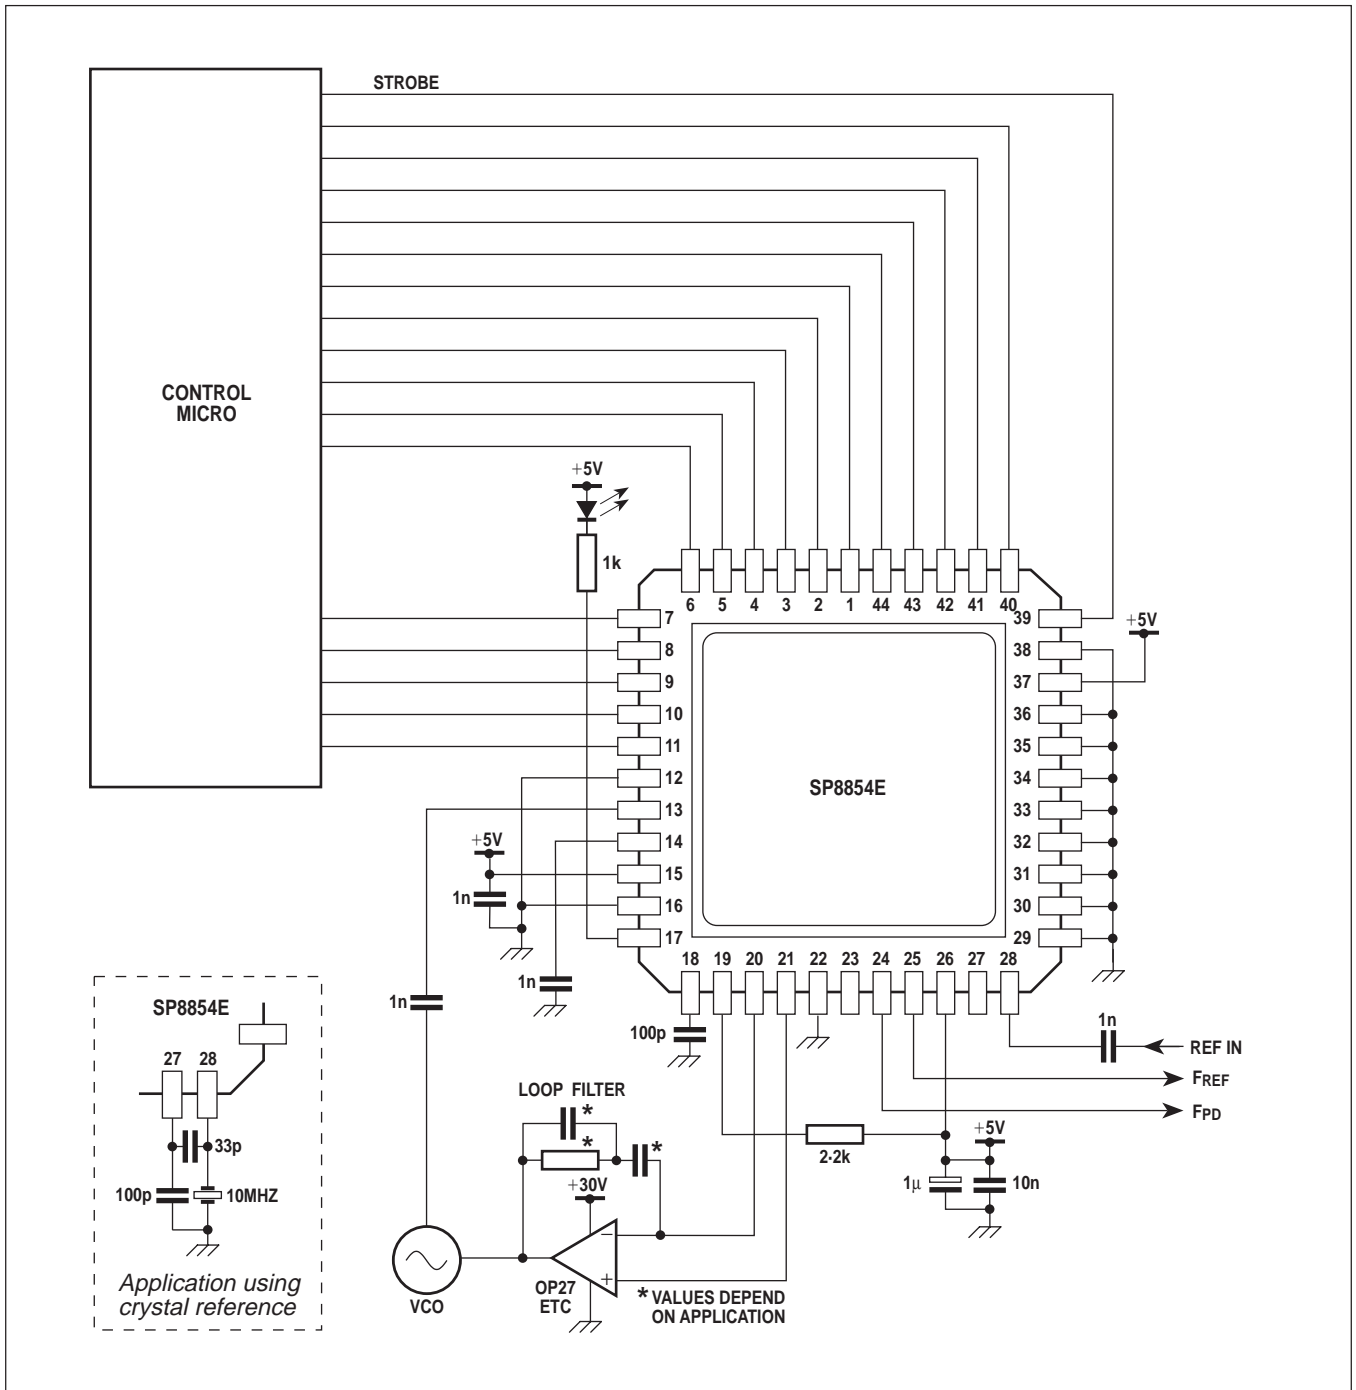 STROBE
CONTROL
MICRO
+5V
1k
6 5 4 3 2 1 44 43 42 41 40
7
8
9
10
11
12
13
14
15
16
17
39
38
37
36
35
34
33
32
31
30
29
+5V
SP8854E
+5V
1n
1n
1n
18 19 20 21 22 23 24 25 26 27 28
100p
1n
REF IN
FREF
FPD
2·2k
+5V
1μ
10n
LOOP FILTER
*
*
*
+30V
−
+
OP27
ETC
VCO
* VALUES DEPEND
ON APPLICATION
SP8854E
27 28
33p
100p
10MHZ
Application using
crystal reference